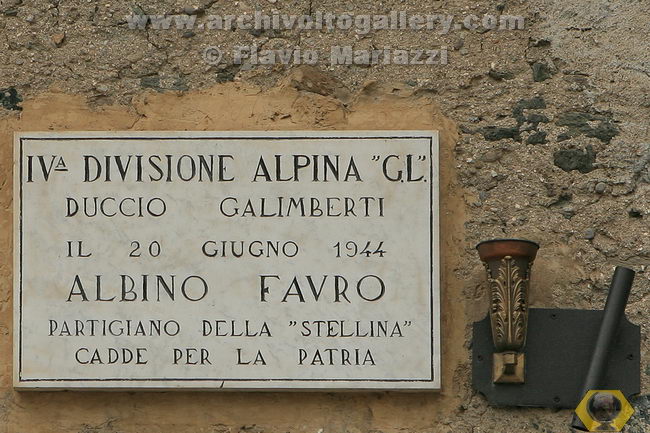 www.archivoltogallery.com
© Flavio Mariazzi
IVA DIVISIONE ALPINA "G.L".
DUCCIO GALIMBERTI
IL 20 GIUGNO 1944
ALBINO FAVRO
PARTIGIANO DELLA "STELLINA"
CADDE PER LA PATRIA